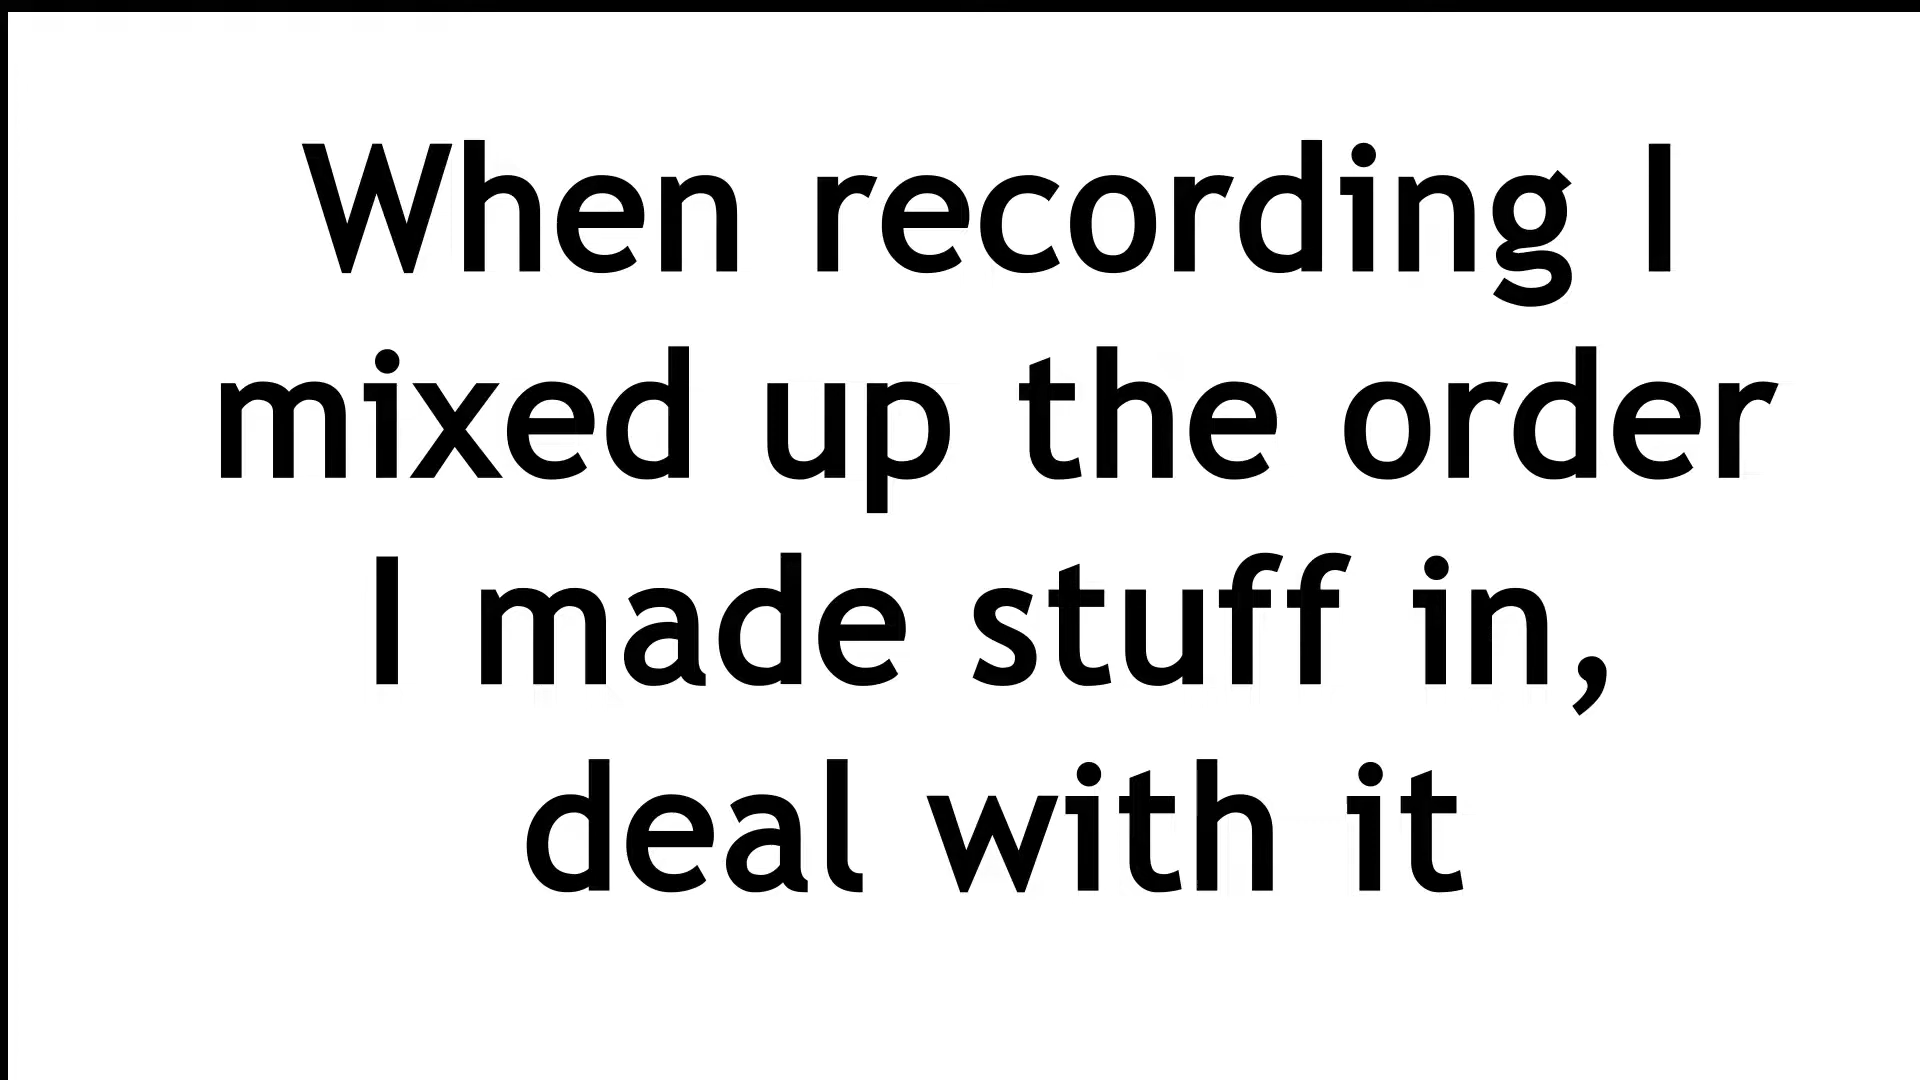 When recording I
mixed up the order
I made stuff in,
deal with it